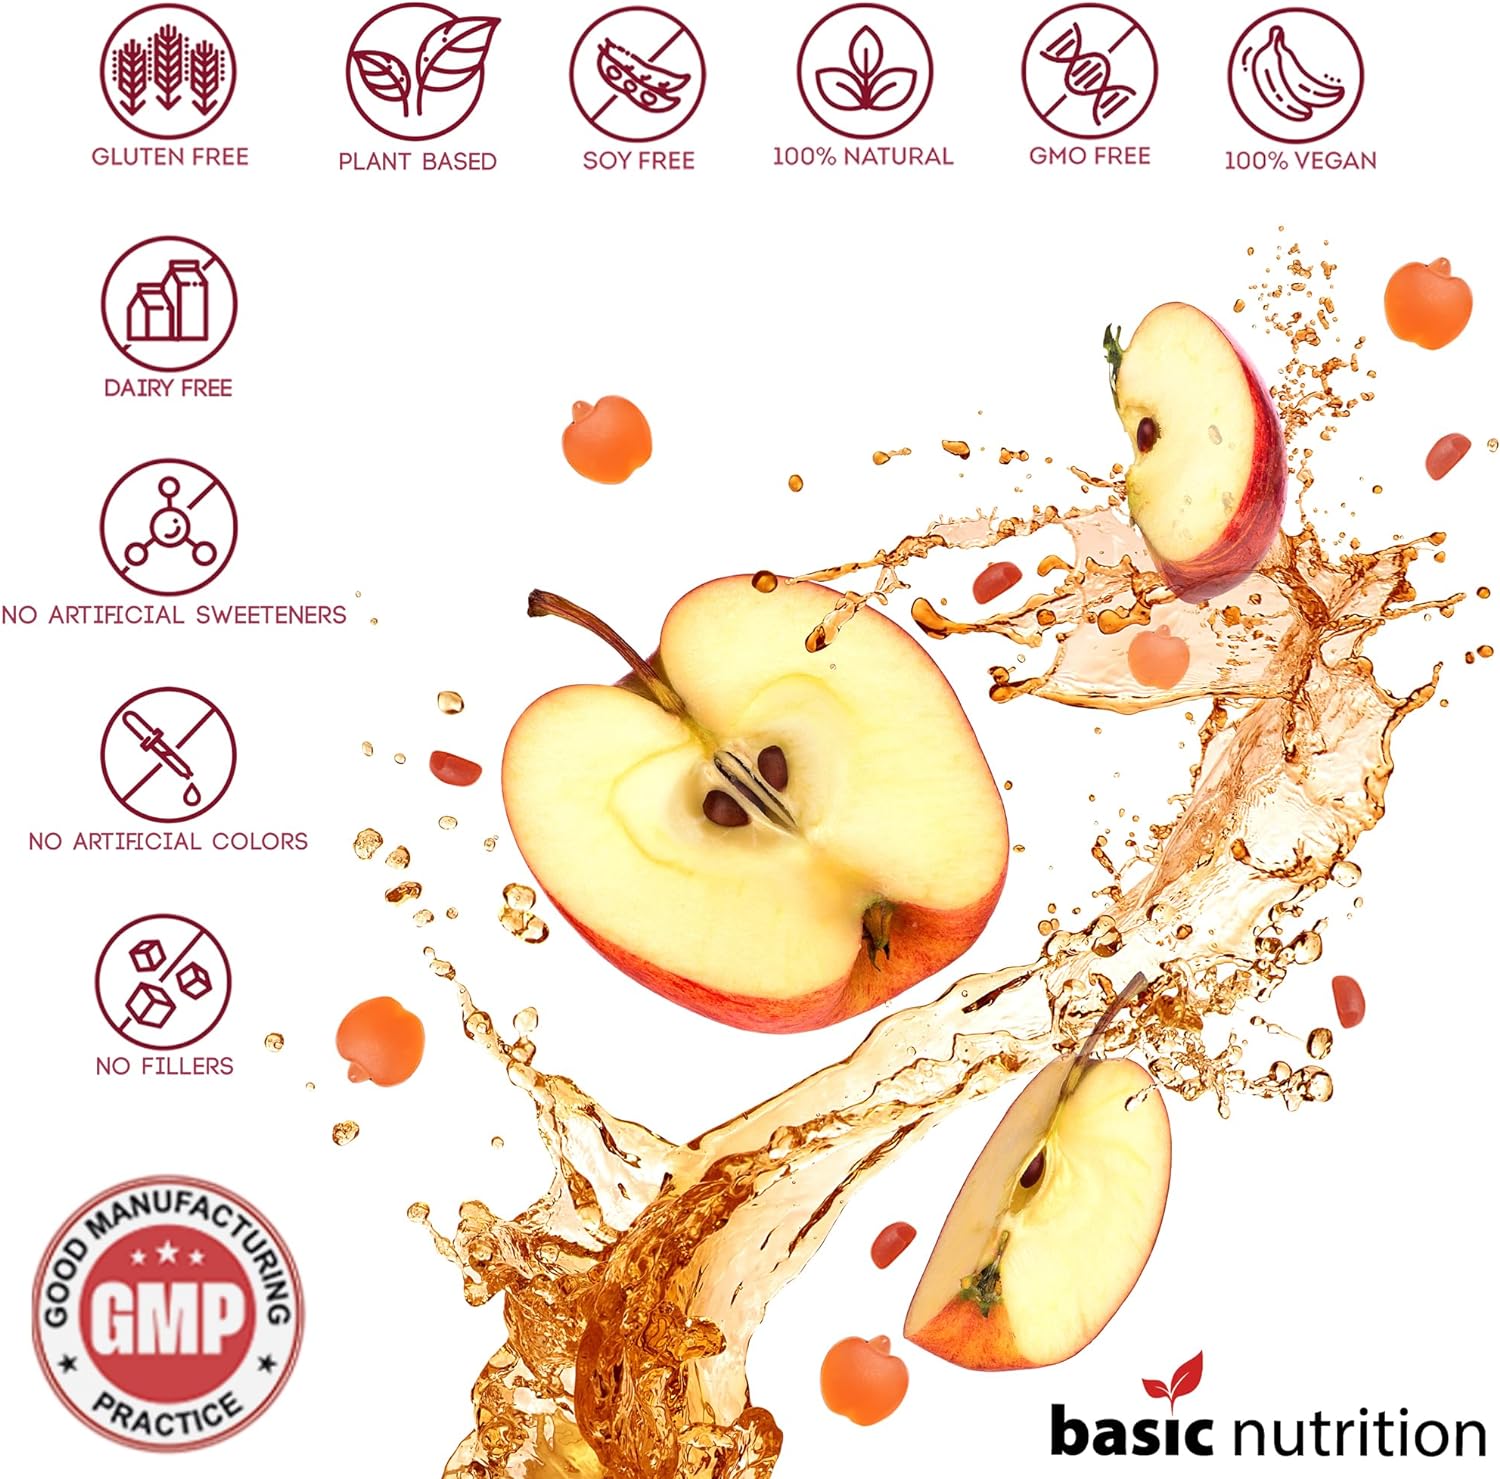 GLUTEN FREE
PLANT BASED
SOY FREE
100% NATURAL
GMO FREE
100% VEGAN
DAIRY FREE
NO ARTIFICIAL SWEETENERS
NO ARTIFICIAL COLORS
NO FILLERS
GOOD MANUFACTURING
GMP
PRACTICE
basic nutrition